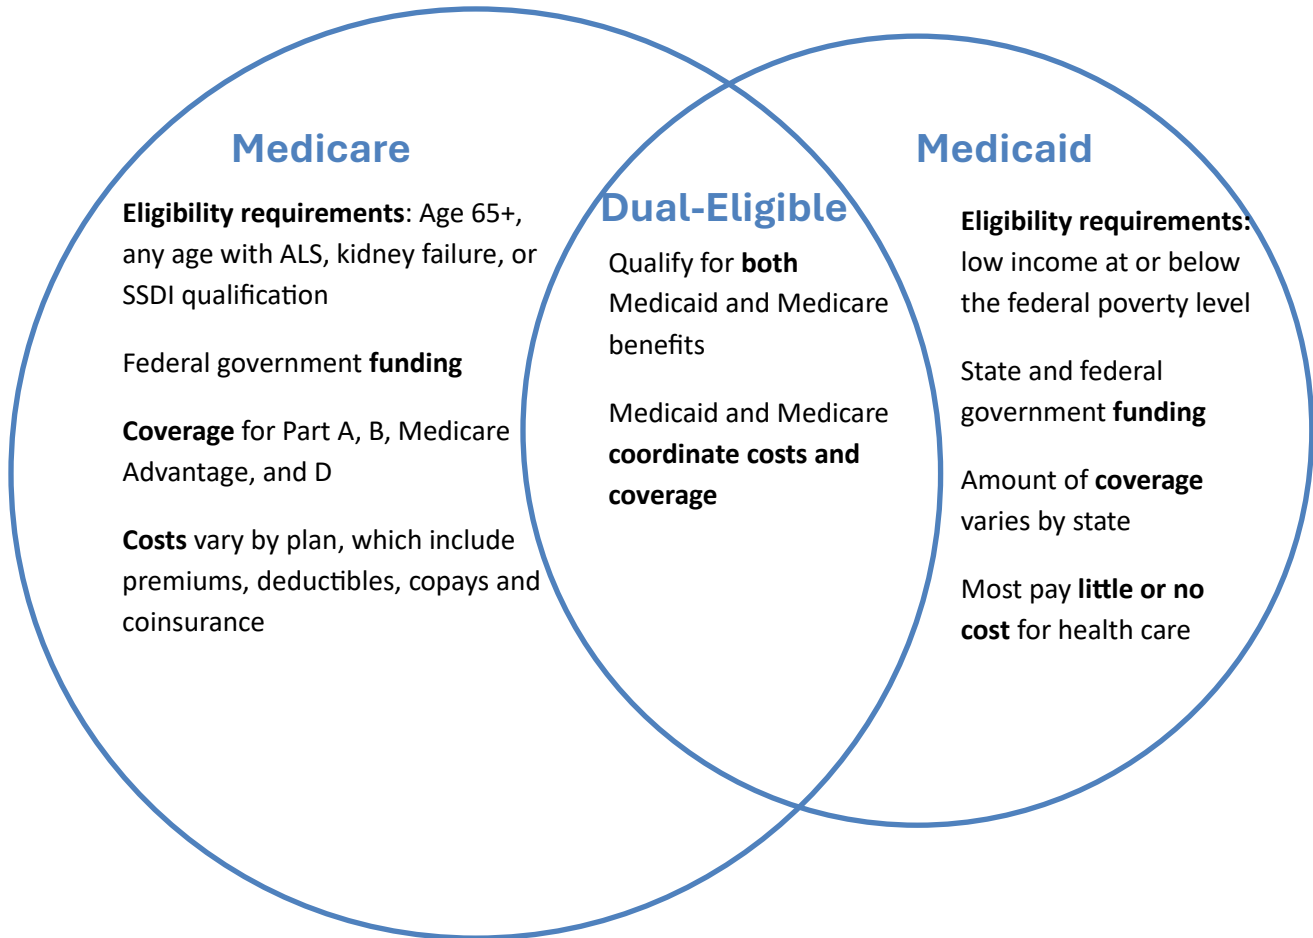 Medicare
Eligibility requirements: Age 65+,
any age with ALS, kidney failure, or
SSDI qualification
Federal government funding
Coverage for Part A, B, Medicare
Advantage, and D
Costs vary by plan, which include
premiums, deductibles, copays and
coinsurance
Dual-Eligible
Qualify for both
Medicaid and Medicare
benefits
Medicaid and Medicare
coordinate costs and
coverage
Medicaid
Eligibility requirements:
low income at or below
the federal poverty level
State and federal
government funding
Amount of coverage
varies by state
Most pay little or no
cost for health care